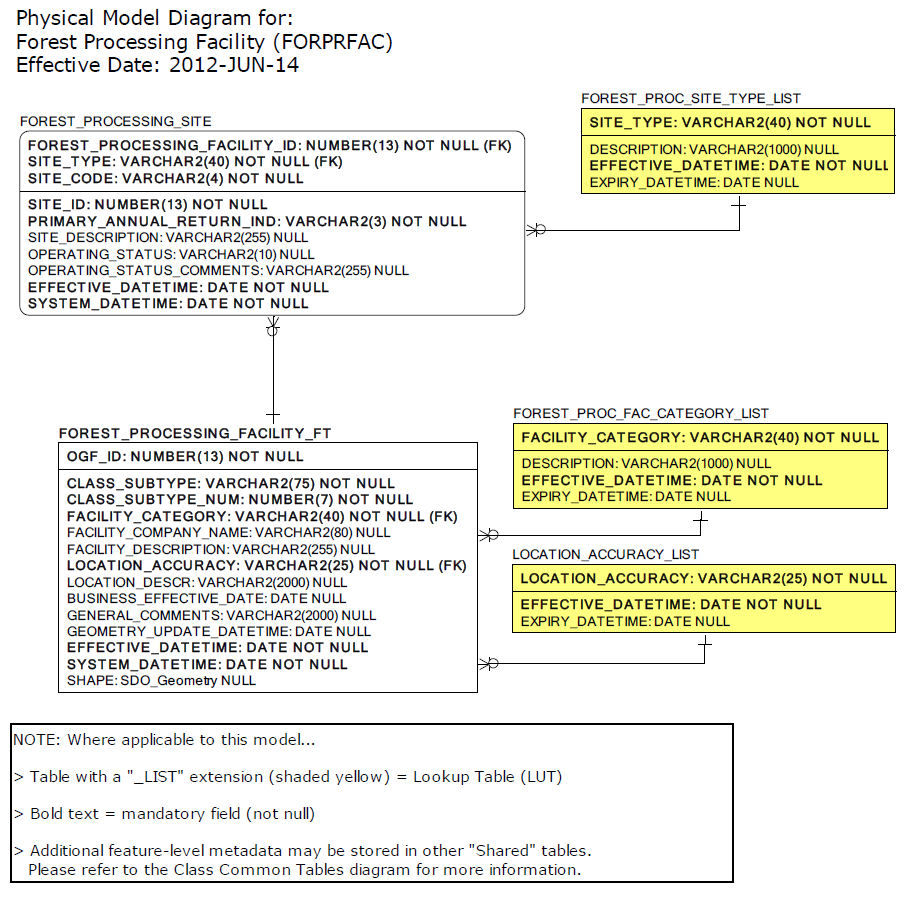 Physical Model Diagram for:
Forest Processing Facility (FORPRFAC)
Effective Date: 2012-JUN-14
FOREST_PROCESSING_SITE
FOREST_PROCESSING_FACILITY_ID: NUMBER(13) NOT NULL (FK)
SITE_TYPE: VARCHAR2(40) NOT NULL (FK)
SITE_CODE: VARCHAR2(4) NOT NULL
SITE_ID: NUMBER(13) NOT NULL
PRIMARY_ANNUAL_RETURN_IND: VARCHAR2(3) NOT NULL
SITE_DESCRIPTION: VARCHAR2(255) NULL
OPERATING_STATUS: VARCHAR2(10) NULL
OPERATING_STATUS_COMMENTS: VARCHAR2(255) NULL
EFFECTIVE_DATETIME: DATE NOT NULL
SYSTEM_DATETIME: DATE NOT NULL
FOREST_PROC_SITE_TYPE_LIST
SITE_TYPE: VARCHAR2(40) NOT NULL
DESCRIPTION: VARCHAR2(1000) NULL
EFFECTIVE_DATETIME: DATE NOT NULL
EXPIRY_DATETIME: DATE NULL
FOREST_PROCESSING_FACILITY_FT
OGF_ID: NUMBER(13) NOT NULL
CLASS_SUBTYPE: VARCHAR2(75) NOT NULL
CLASS_SUBTYPE_NUM: NUMBER(7) NOT NULL
FACILITY_CATEGORY: VARCHAR2(40) NOT NULL (FK)
FACILITY_COMPANY_NAME: VARCHAR2(80) NULL
FACILITY_DESCRIPTION: VARCHAR2(255) NULL
LOCATION_ACCURACY: VARCHAR2(25) NOT NULL (FK)
LOCATION_DESCR: VARCHAR2(2000) NULL
BUSINESS_EFFECTIVE_DATE: DATE NULL
GENERAL_COMMENTS: VARCHAR2(2000) NULL
GEOMETRY_UPDATE_DATETIME: DATE NULL
EFFECTIVE_DATETIME: DATE NOT NULL
SYSTEM_DATETIME: DATE NOT NULL
SHAPE: SDO_Geometry NULL
FOREST_PROC_FAC_CATEGORY_LIST
FACILITY_CATEGORY: VARCHAR2(40) NOT NULL
DESCRIPTION: VARCHAR2(1000) NULL
EFFECTIVE_DATETIME: DATE NOT NULL
EXPIRY_DATETIME: DATE NULL
LOCATION_ACCURACY_LIST
LOCATION_ACCURACY: VARCHAR2(25) NOT NULL
EFFECTIVE_DATETIME: DATE NOT NULL
EXPIRY_DATETIME: DATE NULL
NOTE: Where applicable to this model...
> Table with a "_LIST" extension (shaded yellow) = Lookup Table (LUT)
> Bold text = mandatory field (not null)
> Additional feature-level metadata may be stored in other "Shared" tables.
Please refer to the Class Common Tables diagram for more information.